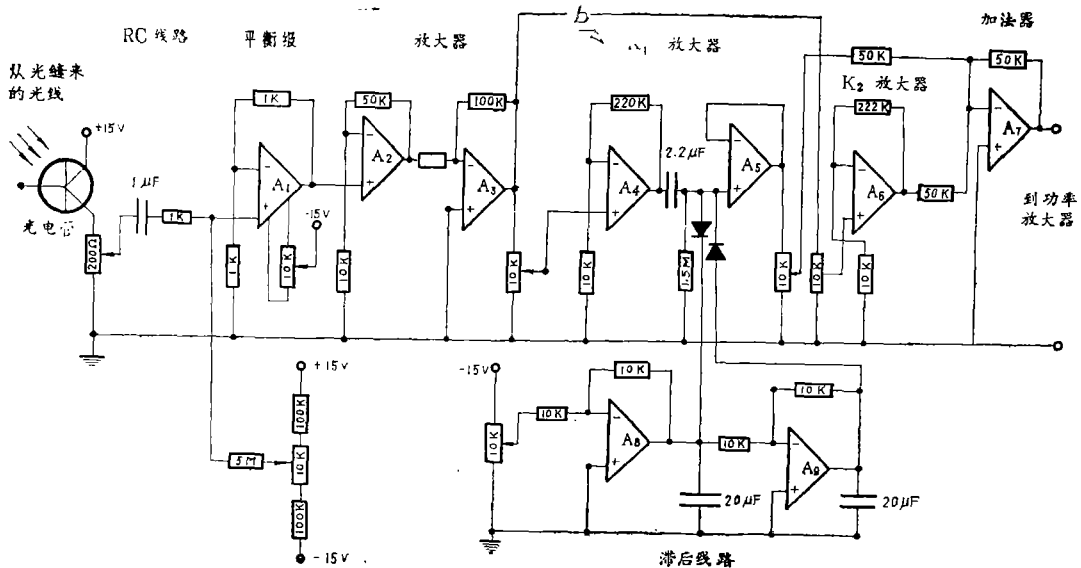 RC 线路
平衡级
放大器
b
放大器
加法器
从光缝来
的光线
+15V
光电管
200Ω
1μF
1K
1K
A1
-15V
10K
1K
50K
A2
10K
100K
A3
10K
220K
A4
10K
2.2μF
1.5M
A5
10K
10K
50K
K2 放大器
222K
A6
10K
50K
50K
A7
到功率
放大器
+15V
100K
10K
100K
5M
-15V
-15V
10K
10K
10K
A8
10K
10K
A9
20μF
20μF
滞后线路